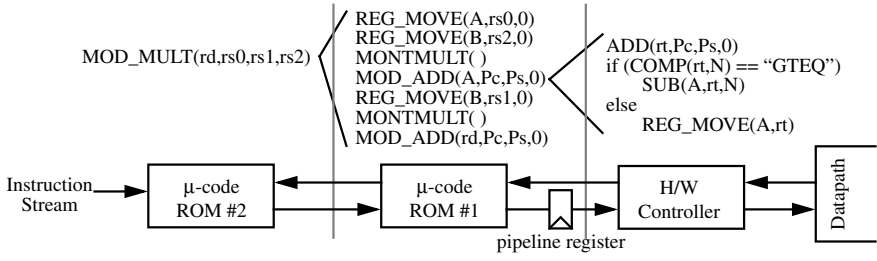 MOD_MULT(rd,rs0,rs1,rs2)
REG_MOVE(A,rs0,0)
REG_MOVE(B,rs2,0)
MONTMULT( )
MOD_ADD(A,Pc,Ps,0)
REG_MOVE(B,rs1,0)
MONTMULT( )
MOD_ADD(rd,Pc,Ps,0)
ADD(rt,Pc,Ps,0)
if (COMP(rt,N) == “GTEQ”)
SUB(A,rt,N)
else
REG_MOVE(A,rt)
Instruction
Stream
μ-code
ROM #2
μ-code
ROM #1
pipeline register
H/W
Controller
Datapath